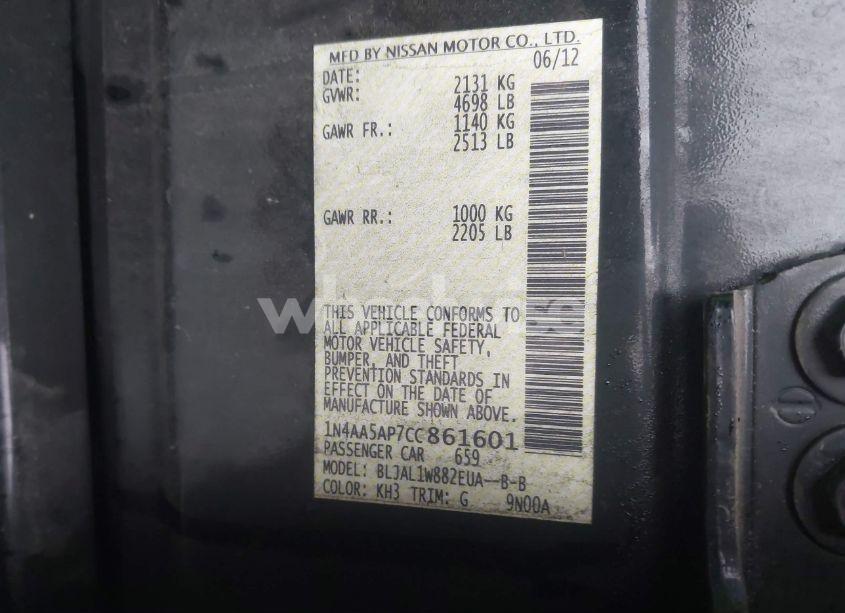 MFD BY NISSAN MOTOR CO., LTD.
DATE: 06/12
GVWR: 2131 KG
4698 LB
GAWR FR.: 1140 KG
2513 LB
GAWR RR.: 1000 KG
2205 LB
THIS VEHICLE CONFORMS TO
ALL APPLICABLE FEDERAL
MOTOR VEHICLE SAFETY,
BUMPER, AND THEFT
PREVENTION STANDARDS IN
EFFECT ON THE DATE OF
MANUFACTURE SHOWN ABOVE.
1N4AA5AP7CC861601
PASSENGER CAR 659
MODEL: BLJAL1W882EUA--B-B
COLOR: KH3 TRIM: G 9N00A